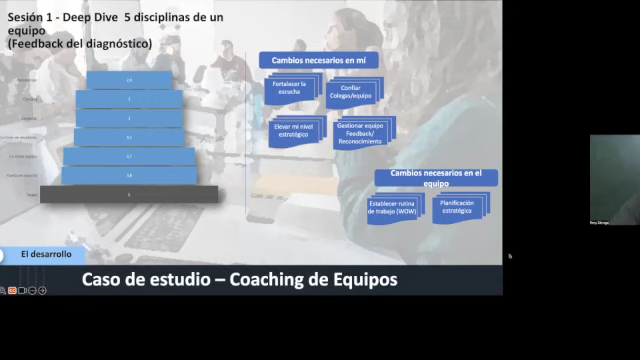 Sesión 1 - Deep Dive 5 disciplinas de un
equipo
(Feedback del diagnóstico)
Cambios necesarios en mí
Fortalecer la
escucha
Confiar
Colegas/equipo
Elevar mi nivel
estratégico
Gestionar equipo
Feedback/
Reconocimiento
Cambios necesarios en el
equipo
Establecer rutina
de trabajo (WOW)
Planificación
estratégica
El desarrollo
Caso de estudio – Coaching de Equipos